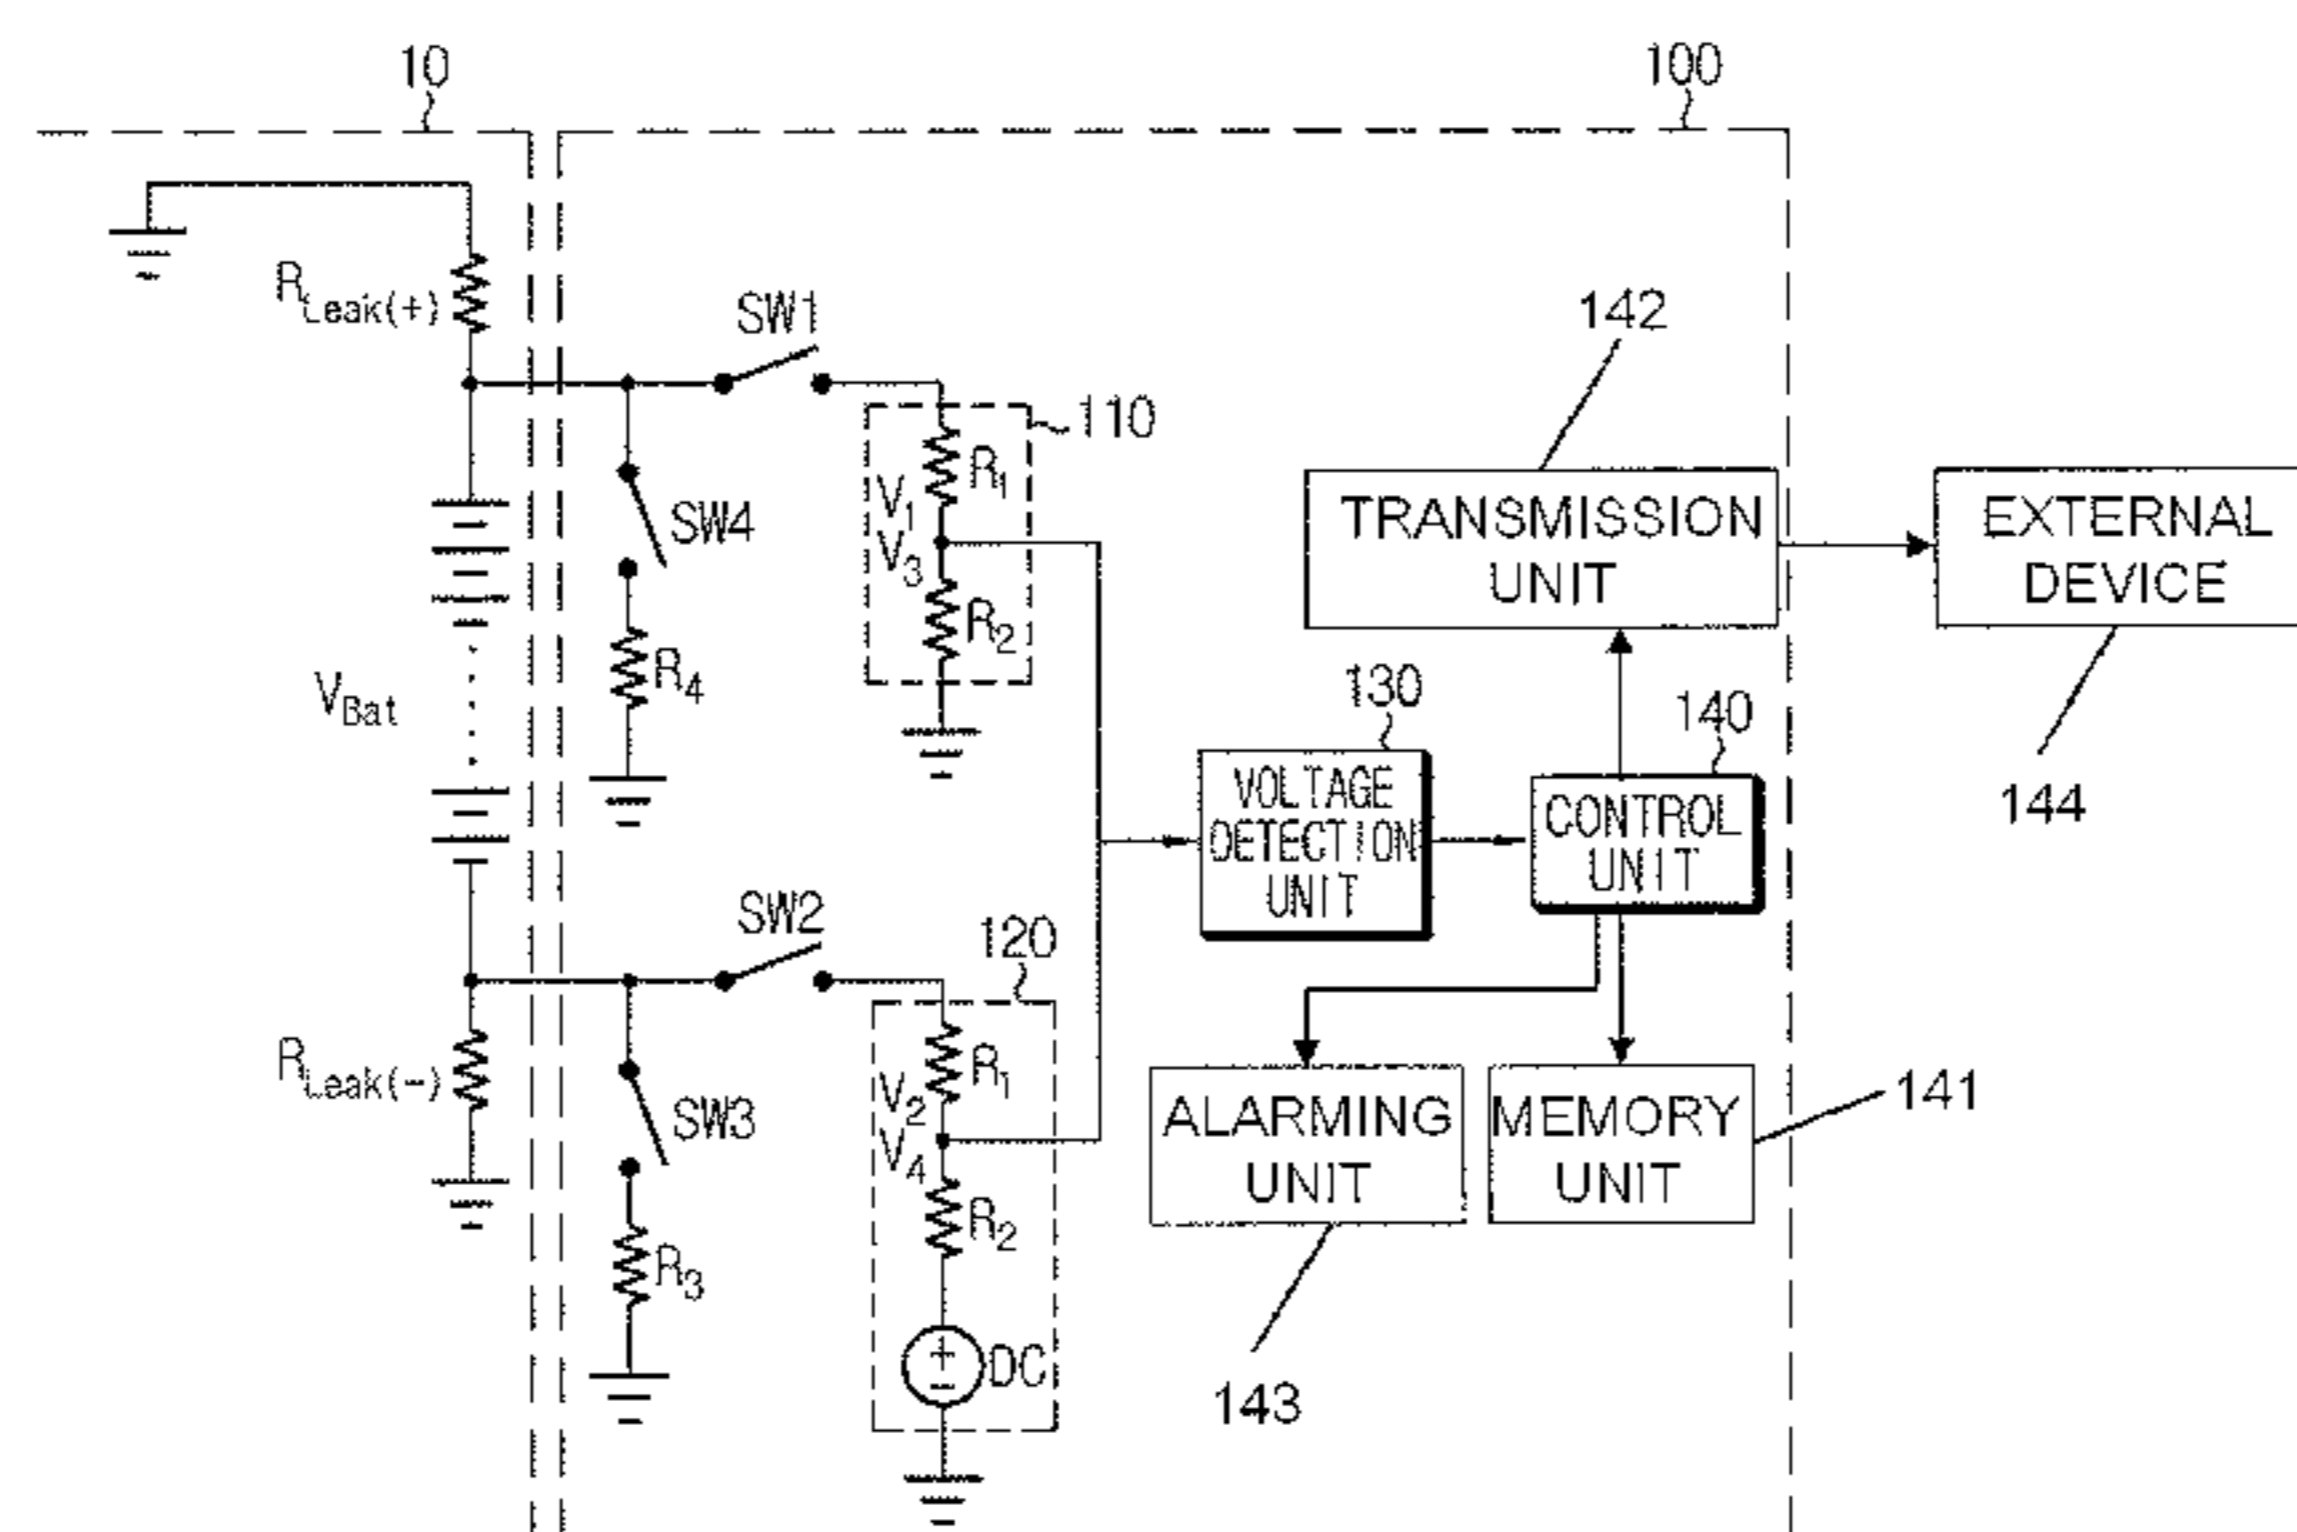 10
100
R Leak(+)
SW1
142
110
R1
V1
SW4
V3
TRANSMISSION
UNIT
EXTERNAL
DEVICE
R2
R4
VBat
130
140
144
VOLTAGE
DETECTION
UNIT
CONTROL
UNIT
SW2
120
R Leak(-)
R1
V2
SW3
V4
ALARMING
UNIT
MEMORY
UNIT
141
R2
R3
+
-
DC
143